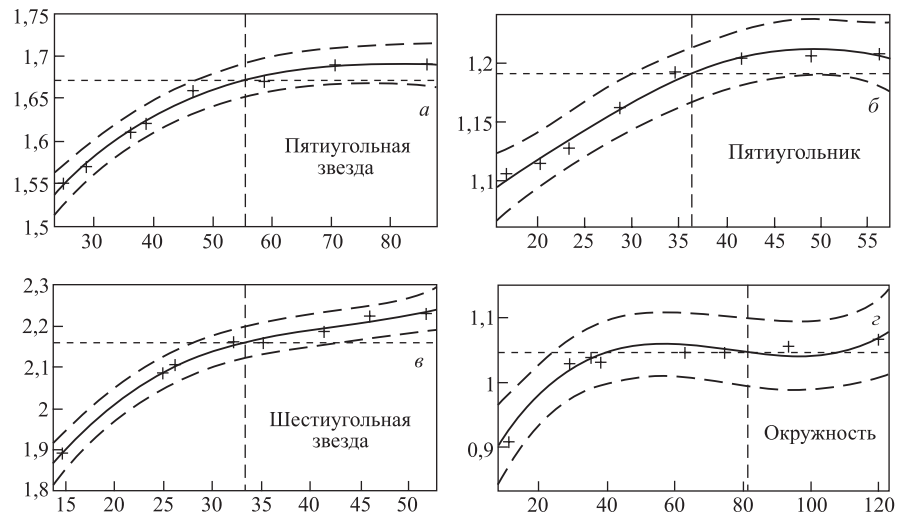 1,75
1,7
1,65
1,6
1,55
1,5
30 40 50 60 70 80
а
Пятиугольная
звезда
1,2
1,15
1,1
20 25 30 35 40 45 50 55
б
Пятиугольник
2,3
2,2
2,1
2
1,9
1,8
15 20 25 30 35 40 45 50
в
Шестиугольная
звезда
1,1
1
0,9
20 40 60 80 100 120
г
Окружность